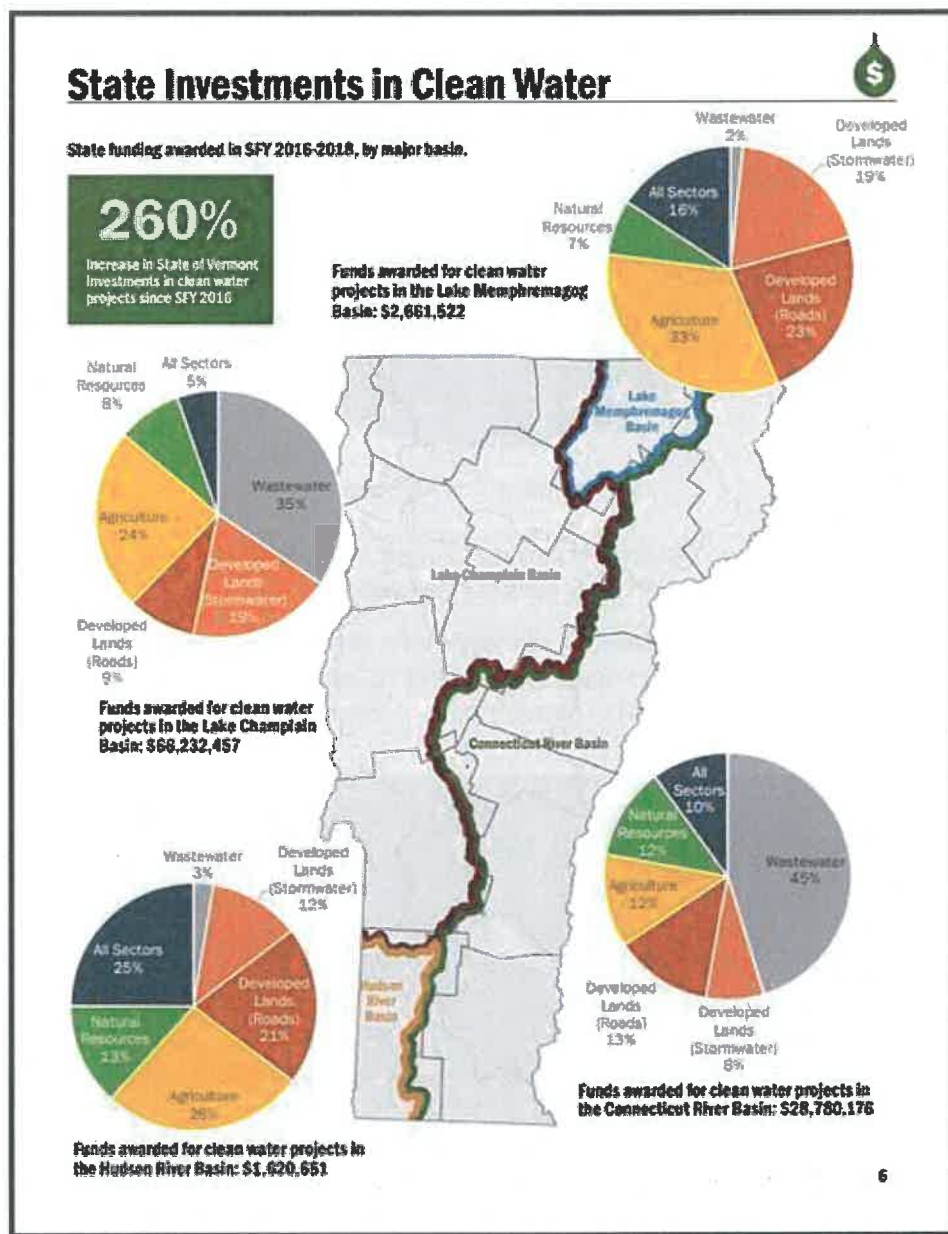 State Investments in Clean Water
$
State funding awarded in SFY 2016-2018, by major basin.
260%
Increase in State of Vermont
Investments in clean water
projects since SFY 2016
Funds awarded for clean water
projects in the Lake Memphremagog
Basin: $2,661,522
Wastewater
2%
Developed
Lands
(Stormwater)
19%
All Sectors
16%
Natural
Resources
7%
Agriculture
33%
Developed
Lands
(Roads)
23%
Natural
Resources
8%
All Sectors
5%
Wastewater
35%
Agriculture
24%
Developed
Lands
(Stormwater)
19%
Developed
Lands
(Roads)
9%
Funds awarded for clean water
projects in the Lake Champlain
Basin: $66,232,457
Lake
Memphremagog
Basin
Lake Champlain Basin
Connecticut River Basin
Hudson
River
Basin
Wastewater
3%
Developed
Lands
(Stormwater)
12%
All Sectors
25%
Developed
Lands
(Roads)
21%
Natural
Resources
13%
Agriculture
26%
Funds awarded for clean water projects in
the Hudson River Basin: $1,620,651
All
Sectors
10%
Natural
Resources
12%
Wastewater
45%
Agriculture
12%
Developed
Lands
(Roads)
13%
Developed
Lands
(Stormwater)
8%
Funds awarded for clean water projects in
the Connecticut River Basin: $28,780,176
6